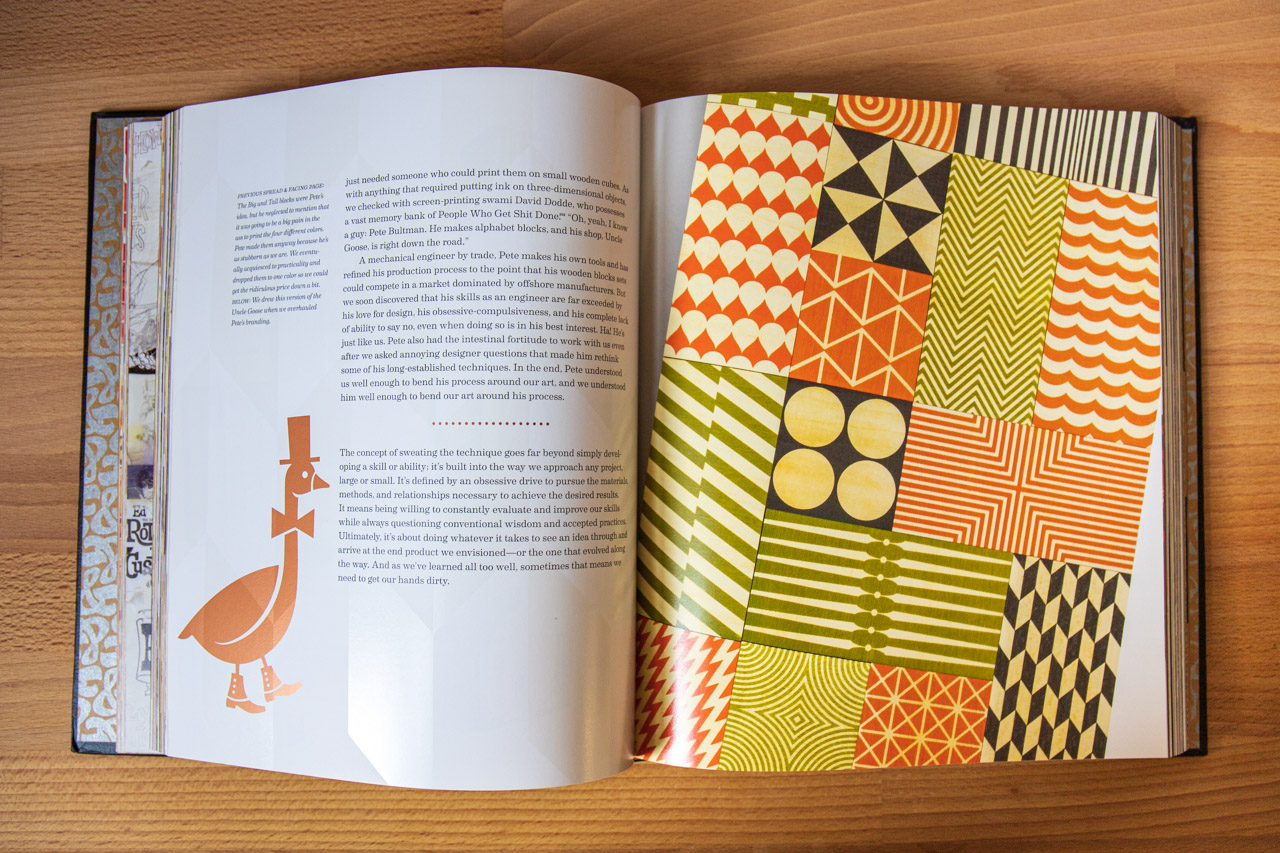 PREVIOUS SPREAD & FACING PAGE:
The Big and Tall blocks were Pete's
idea, but he neglected to mention that
it was going to be a big pain in the
ass to print the four different colors.
Pete made them anyway because he's
as stubborn as we are. We eventu-
ally acquiesced to practicality and
dropped them to one color so we could
get the ridiculous price down a bit.
BELOW: We drew this version of the
Uncle Goose when we overhauled
Pete's branding.
just needed someone who could print them on small wooden cubes. As
with anything that required putting ink on three-dimensional objects,
we checked with screen-printing swami David Dodde, who possesses
a vast memory bank of People Who Get Shit Done.™ "Oh, yeah, I know
a guy: Pete Bultman. He makes alphabet blocks, and his shop, Uncle
Goose, is right down the road."
A mechanical engineer by trade, Pete makes his own tools and has
refined his production process to the point that his wooden blocks sets
could compete in a market dominated by offshore manufacturers. But
we soon discovered that his skills as an engineer are far exceeded by
his love for design, his obsessive-compulsiveness, and his complete lack
of ability to say no, even when doing so is in his best interest. Ha! He's
just like us. Pete also had the intestinal fortitude to work with us even
after we asked annoying designer questions that made him rethink
some of his long-established techniques. In the end, Pete understood
us well enough to bend his process around our art, and we understood
him well enough to bend our art around his process.
The concept of sweating the technique goes far beyond simply devel-
oping a skill or ability; it's built into the way we approach any project,
large or small. It's defined by an obsessive drive to pursue the materials,
methods, and relationships necessary to achieve the desired results.
It means being willing to constantly evaluate and improve our skills
while always questioning conventional wisdom and accepted practices.
Ultimately, it's about doing whatever it takes to see an idea through and
arrive at the end product we envisioned—or the one that evolved along
the way. And as we've learned all too well, sometimes that means we
need to get our hands dirty.
Ed